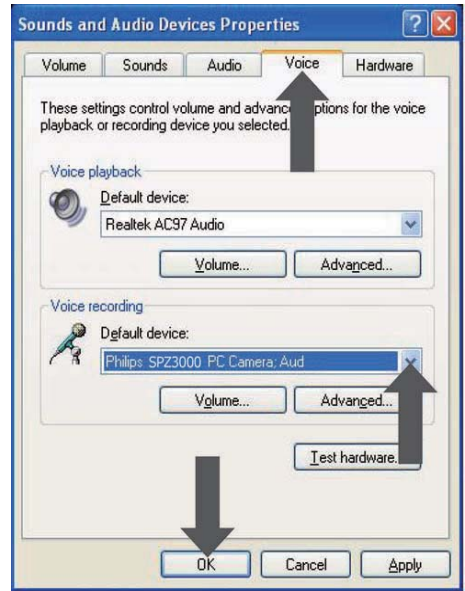 Sounds and Audio Devices Properties
Volume Sounds Audio Voice Hardware
These settings control volume and advanced options for the voice
playback or recording device you selected.
Voice playback
Default device:
Realtek AC97 Audio
Volume... Advanced...
Voice recording
Default device:
Philips SPZ3000 PC Camera; Aud
Volume... Advanced...
Test hardware...
OK Cancel Apply